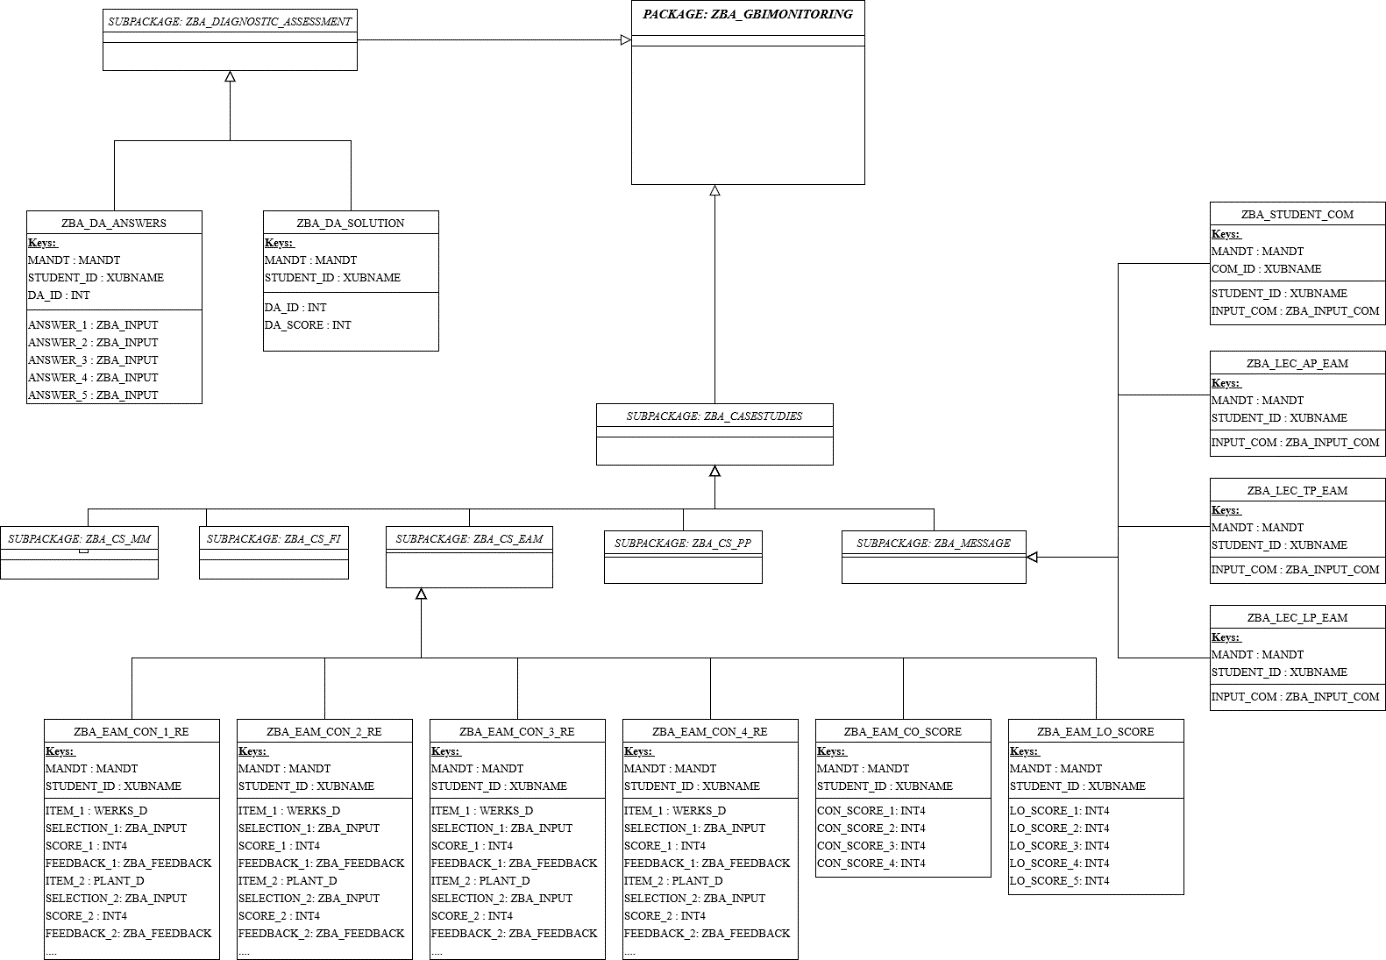 SUBPACKAGE: ZBA_DIAGNOSTIC_ASSESSMENT
PACKAGE: ZBA_GBIMONITORING
ZBA_DA_ANSWERS
Keys:
MANDT : MANDT
STUDENT_ID : XUBNAME
DA_ID : INT
ANSWER_1 : ZBA_INPUT
ANSWER_2 : ZBA_INPUT
ANSWER_3 : ZBA_INPUT
ANSWER_4 : ZBA_INPUT
ANSWER_5 : ZBA_INPUT
ZBA_DA_SOLUTION
Keys:
MANDT : MANDT
STUDENT_ID : XUBNAME
DA_ID : INT
DA_SCORE : INT
ZBA_STUDENT_COM
Keys:
MANDT : MANDT
COM_ID : XUBNAME
STUDENT_ID : XUBNAME
INPUT_COM : ZBA_INPUT_COM
ZBA_LEC_AP_EAM
Keys:
MANDT : MANDT
STUDENT_ID : XUBNAME
INPUT_COM : ZBA_INPUT_COM
ZBA_LEC_TP_EAM
Keys:
MANDT : MANDT
STUDENT_ID : XUBNAME
INPUT_COM : ZBA_INPUT_COM
ZBA_LEC_LP_EAM
Keys:
MANDT : MANDT
STUDENT_ID : XUBNAME
INPUT_COM : ZBA_INPUT_COM
SUBPACKAGE: ZBA_CASESTUDIES
SUBPACKAGE: ZBA_CS_MM
SUBPACKAGE: ZBA_CS_FI
SUBPACKAGE: ZBA_CS_EAM
SUBPACKAGE: ZBA_CS_PP
SUBPACKAGE: ZBA_MESSAGE
ZBA_EAM_CON_1_RE
Keys:
MANDT : MANDT
STUDENT_ID : XUBNAME
ITEM_1 : WERKS_D
SELECTION_1: ZBA_INPUT
SCORE_1 : INT4
FEEDBACK_1: ZBA_FEEDBACK
ITEM_2 : PLANT_D
SELECTION_2: ZBA_INPUT
SCORE_2 : INT4
FEEDBACK_2: ZBA_FEEDBACK
....
ZBA_EAM_CON_2_RE
Keys:
MANDT : MANDT
STUDENT_ID : XUBNAME
ITEM_1 : WERKS_D
SELECTION_1: ZBA_INPUT
SCORE_1 : INT4
FEEDBACK_1: ZBA_FEEDBACK
ITEM_2 : PLANT_D
SELECTION_2: ZBA_INPUT
SCORE_2 : INT4
FEEDBACK_2: ZBA_FEEDBACK
....
ZBA_EAM_CON_3_RE
Keys:
MANDT : MANDT
STUDENT_ID : XUBNAME
ITEM_1 : WERKS_D
SELECTION_1: ZBA_INPUT
SCORE_1 : INT4
FEEDBACK_1: ZBA_FEEDBACK
ITEM_2 : PLANT_D
SELECTION_2: ZBA_INPUT
SCORE_2 : INT4
FEEDBACK_2: ZBA_FEEDBACK
....
ZBA_EAM_CON_4_RE
Keys:
MANDT : MANDT
STUDENT_ID : XUBNAME
ITEM_1 : WERKS_D
SELECTION_1: ZBA_INPUT
SCORE_1 : INT4
FEEDBACK_1: ZBA_FEEDBACK
ITEM_2 : PLANT_D
SELECTION_2: ZBA_INPUT
SCORE_2 : INT4
FEEDBACK_2: ZBA_FEEDBACK
....
ZBA_EAM_CO_SCORE
Keys:
MANDT : MANDT
STUDENT_ID : XUBNAME
CON_SCORE_1: INT4
CON_SCORE_2: INT4
CON_SCORE_3: INT4
CON_SCORE_4: INT4
ZBA_EAM_LO_SCORE
Keys:
MANDT : MANDT
STUDENT_ID : XUBNAME
LO_SCORE_1: INT4
LO_SCORE_2: INT4
LO_SCORE_3: INT4
LO_SCORE_4: INT4
LO_SCORE_5: INT4